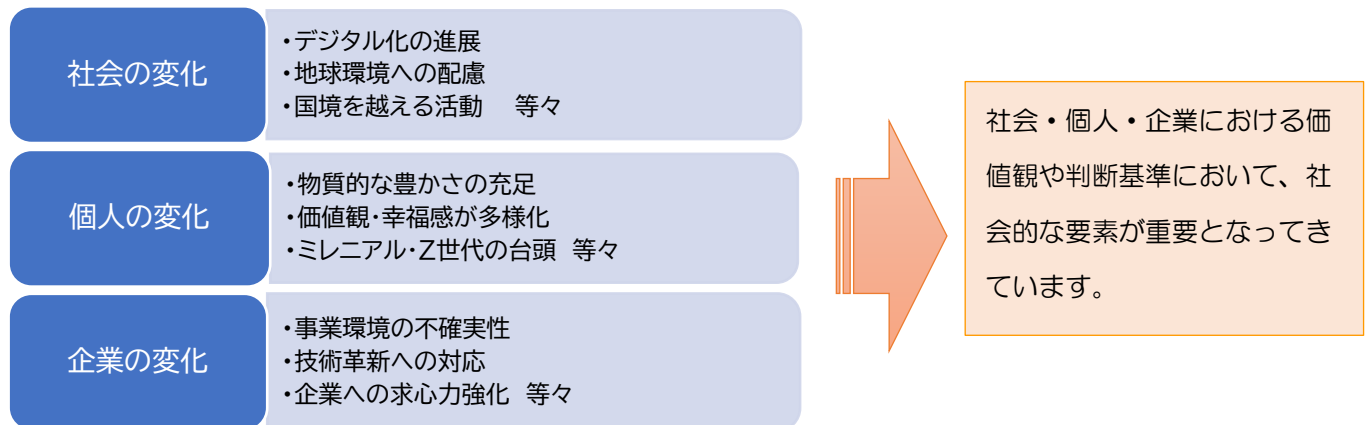 社会の変化
・デジタル化の進展
・地球環境への配慮
・国境を越える活動　等々
個人の変化
・物質的な豊かさの充足
・価値観・幸福感が多様化
・ミレニアル・Z世代の台頭　等々
企業の変化
・事業環境の不確実性
・技術革新への対応
・企業への求心力強化　等々
社会・個人・企業における価
値観や判断基準において、社
会的な要素が重要となってき
ています。